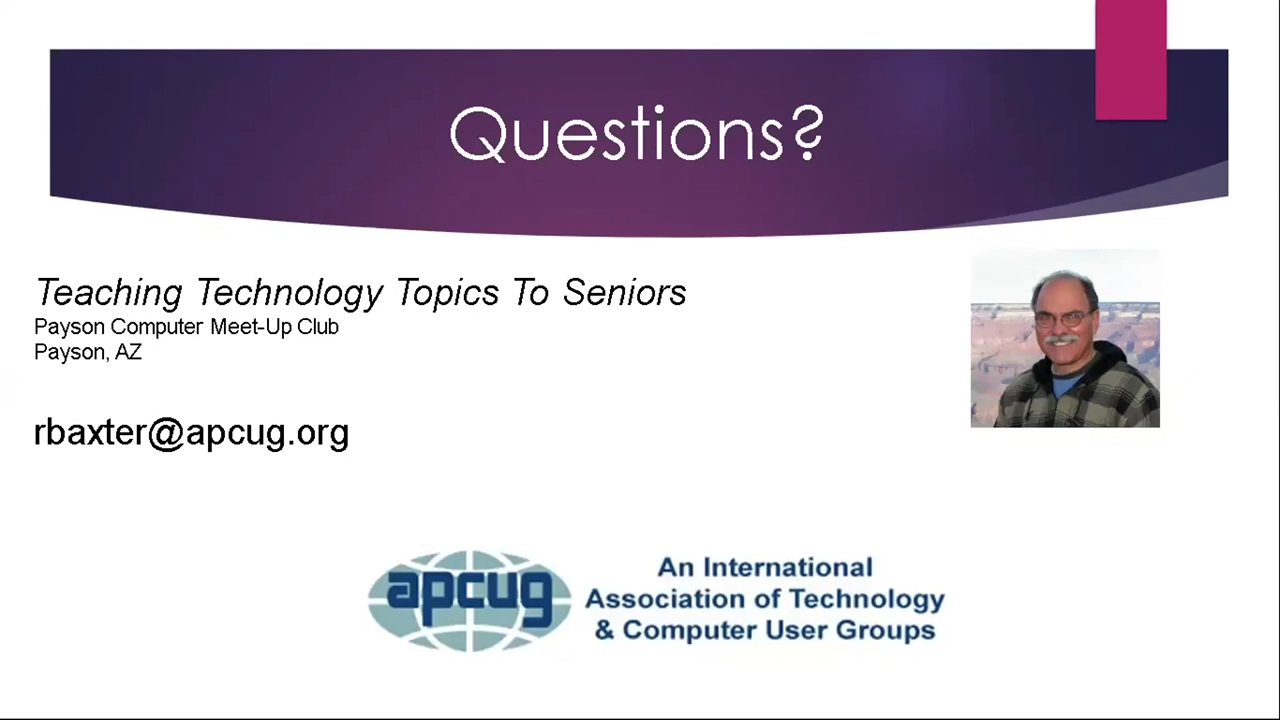 Questions?
Teaching Technology Topics To Seniors
Payson Computer Meet-Up Club
Payson, AZ
rbaxter@apcug.org
apcug
An International
Association of Technology
& Computer User Groups